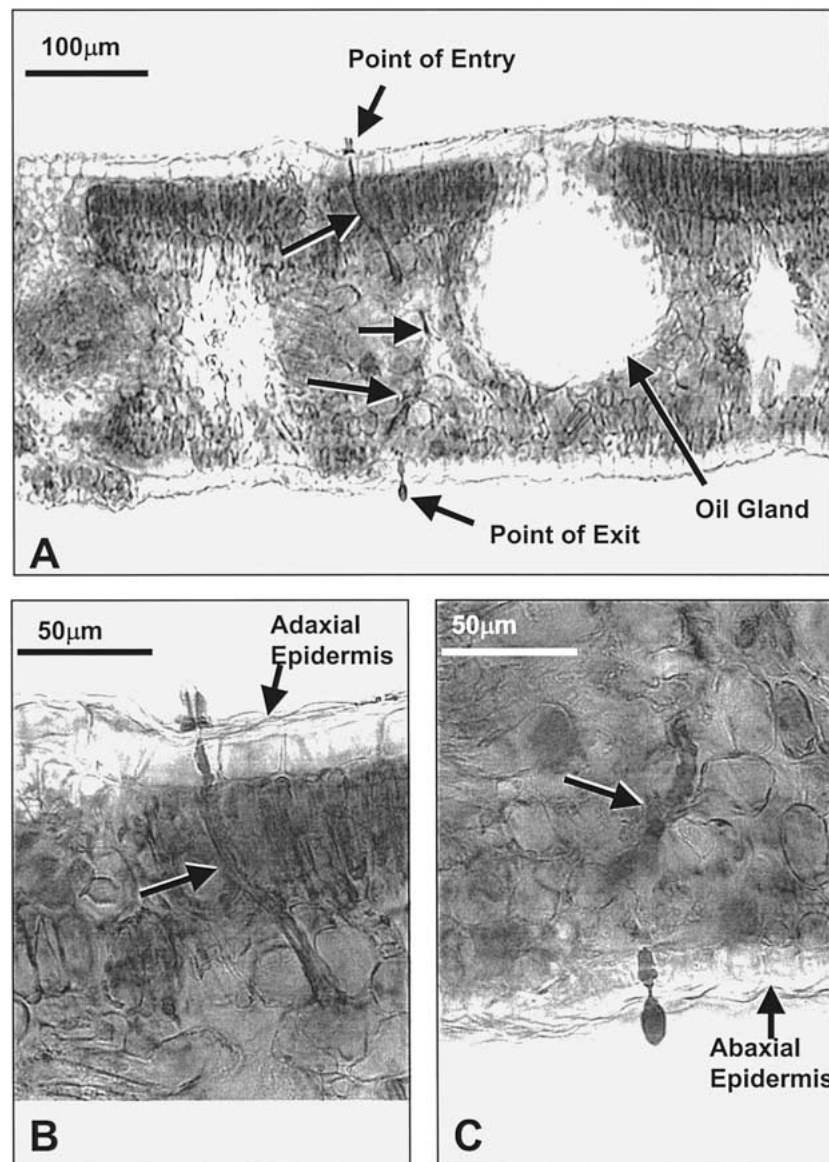 100µm
Point of Entry
Oil Gland
Point of Exit
A
50µm
Adaxial
Epidermis
B
50µm
Abaxial
Epidermis
C